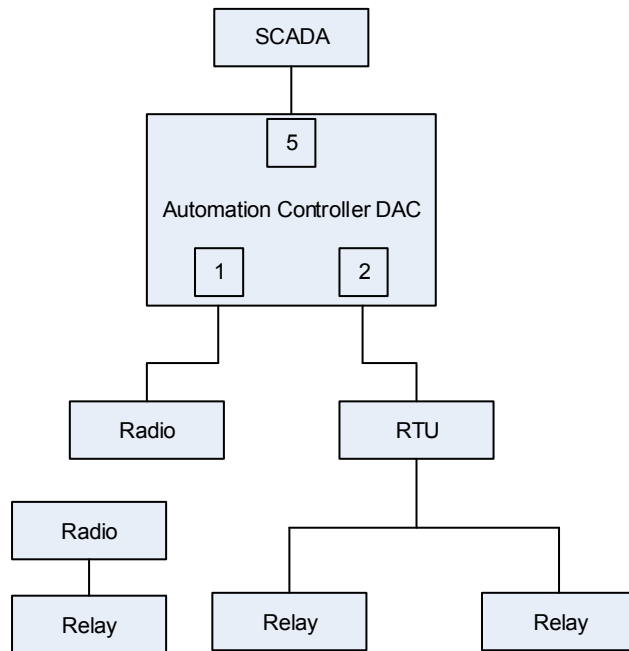 SCADA
5
Automation Controller DAC
1
2
Radio
RTU
Radio
Relay
Relay
Relay